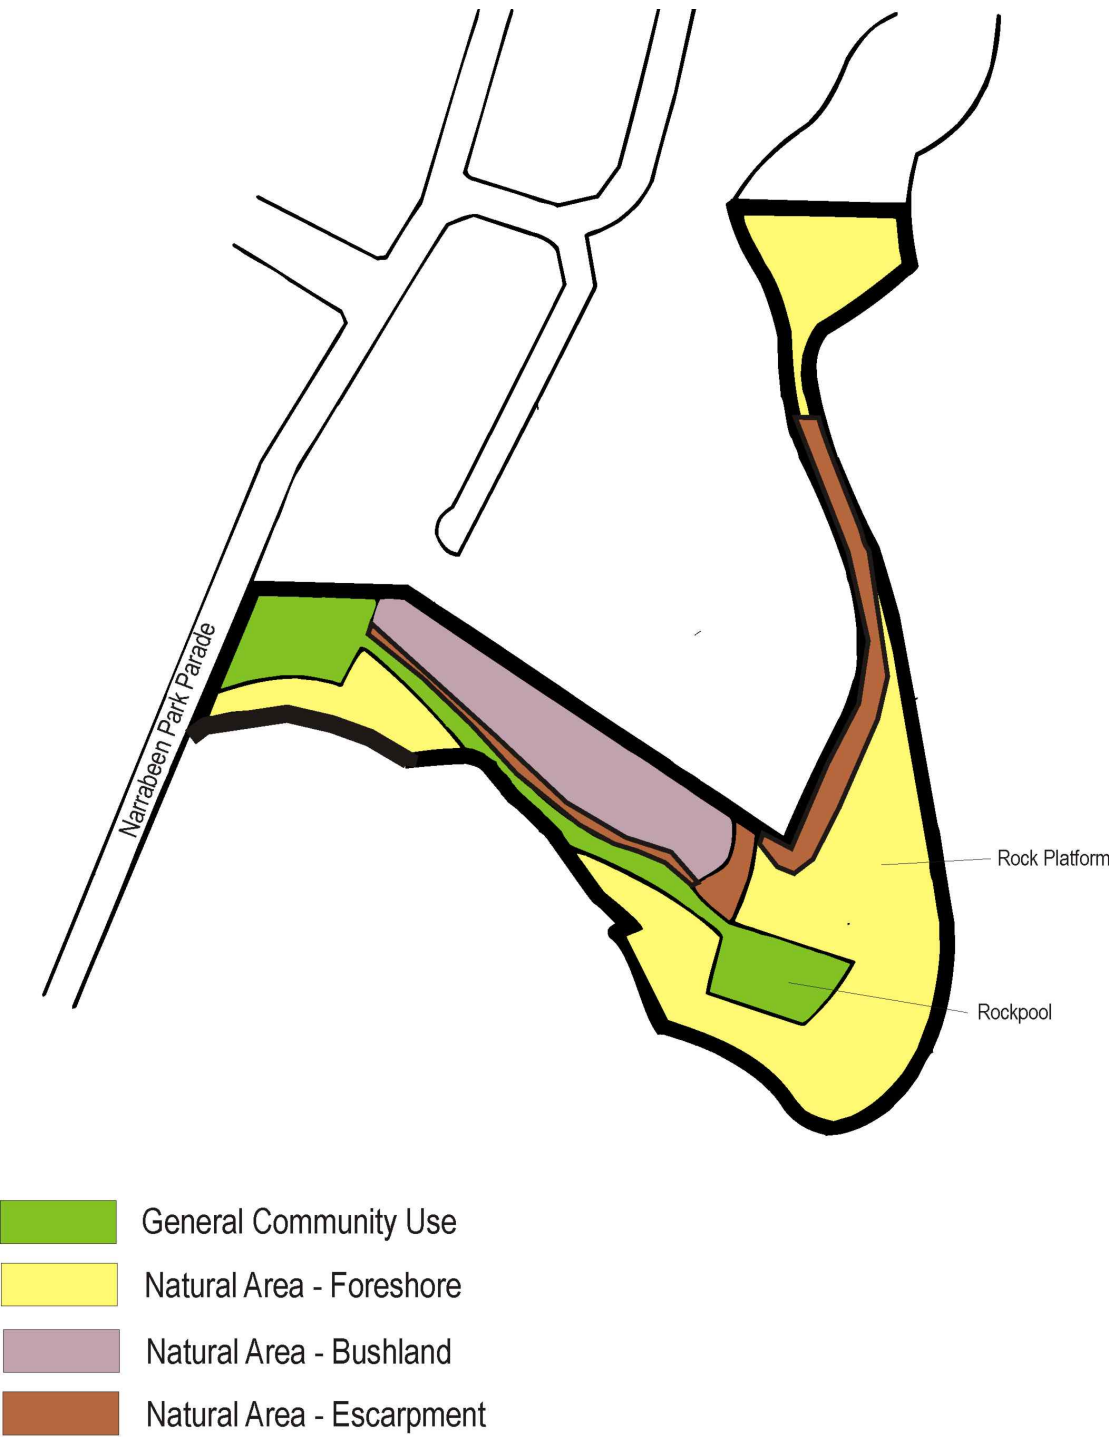 Narrabeen Park Parade
Rock Platform
Rockpool
General Community Use
Natural Area - Foreshore
Natural Area - Bushland
Natural Area - Escarpment